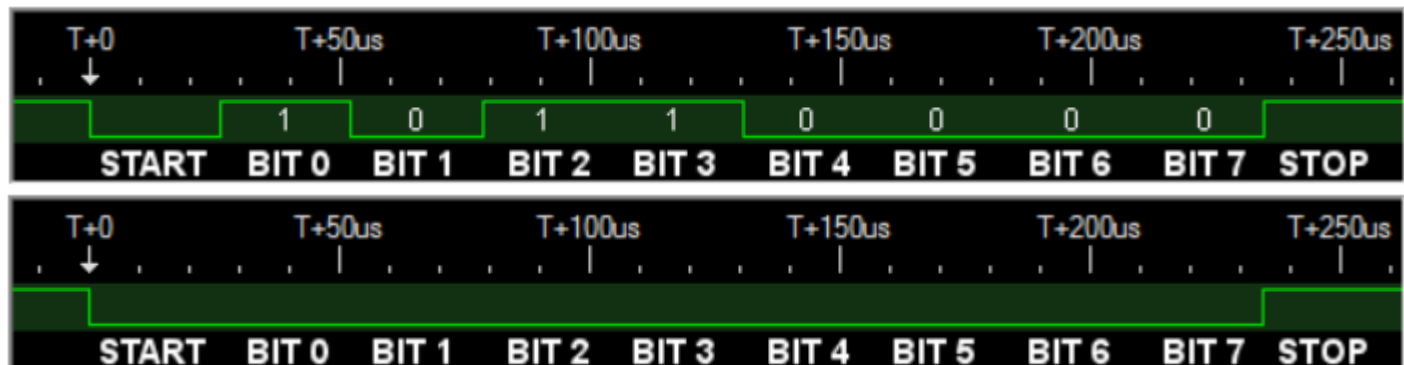 T+0 T+50us T+100us T+150us T+200us T+250us
1 0 1 1 0 0 0 0
START BIT 0 BIT 1 BIT 2 BIT 3 BIT 4 BIT 5 BIT 6 BIT 7 STOP
T+0 T+50us T+100us T+150us T+200us T+250us
START BIT 0 BIT 1 BIT 2 BIT 3 BIT 4 BIT 5 BIT 6 BIT 7 STOP